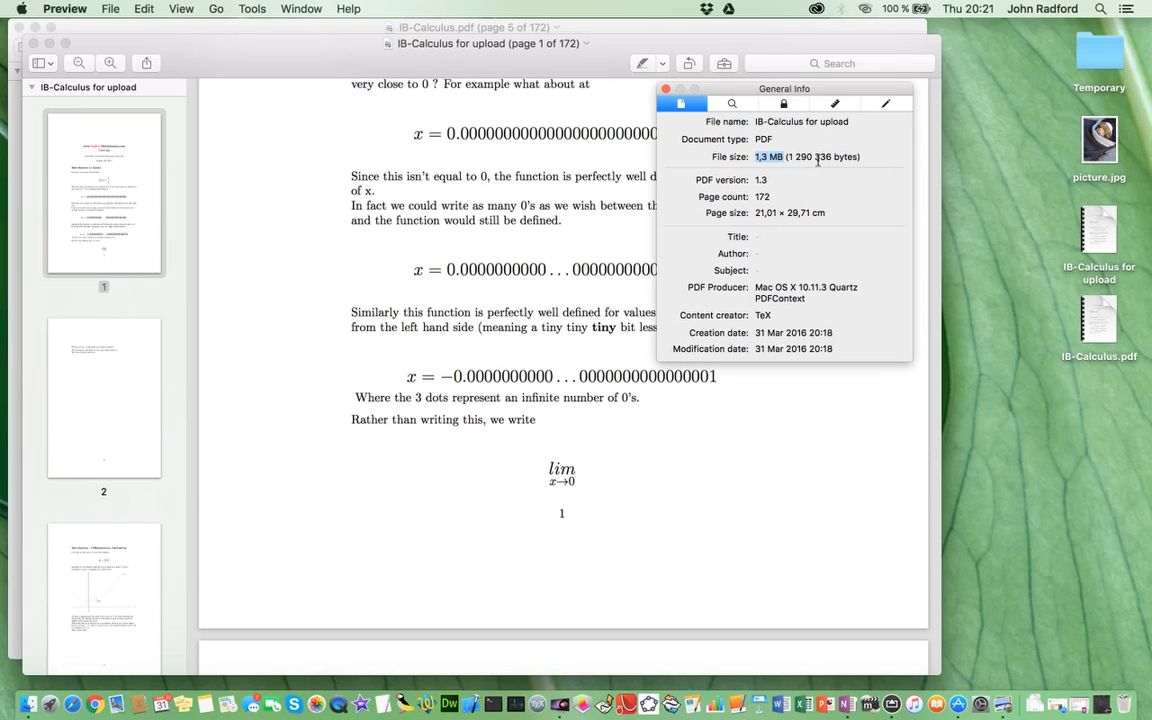 Preview File Edit View Go Tools Window Help 100 % Thu 20:21 John Radford
IB-Calculus.pdf (page 5 of 172)
IB-Calculus for upload (page 1 of 172)
Search
IB-Calculus for upload
1
2
very close to 0 ? For example what about at
x = 0.00000000000000000000000
Since this isn't equal to 0, the function is perfectly well d
of x.
In fact we could write as many 0's as we wish between th
and the function would still be defined.
x = 0.0000000000 . . . 0000000000
Similarly this function is perfectly well defined for values
from the left hand side (meaning a tiny tiny tiny bit less
x = −0.0000000000 . . . 0000000000000001
Where the 3 dots represent an infinite number of 0's.
Rather than writing this, we write
lim
x→0
1
General Info
File name: IB-Calculus for upload
Document type: PDF
File size: 1,3 MB (1 290 336 bytes)
PDF version: 1.3
Page count: 172
Page size: 21,01 × 29,71 cm
Title: -
Author: -
Subject: -
PDF Producer: Mac OS X 10.11.3 Quartz
PDFContext
Content creator: TeX
Creation date: 31 Mar 2016 20:18
Modification date: 31 Mar 2016 20:18
Temporary
picture.jpg
IB-Calculus for
upload
IB-Calculus.pdf